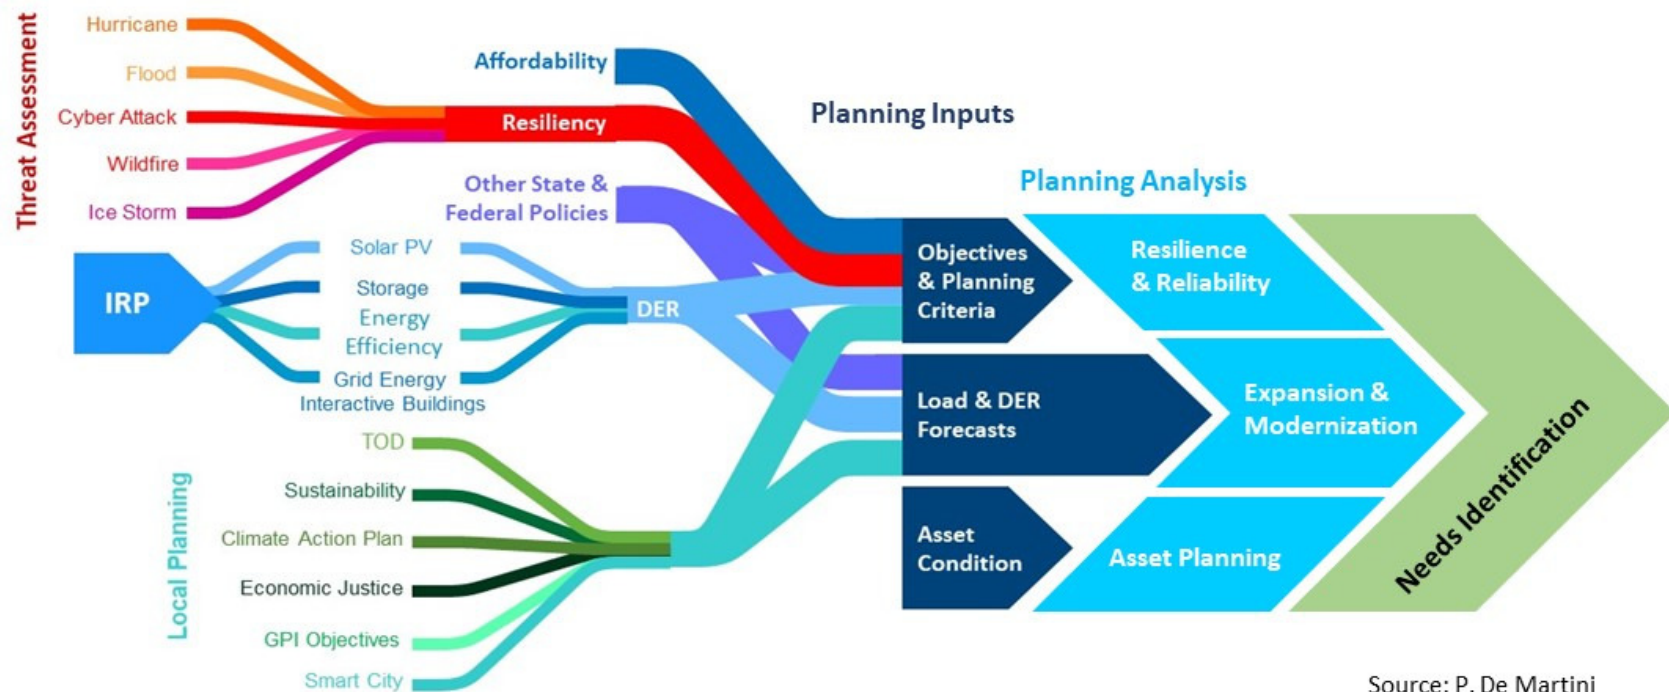 Threat Assessment
Hurricane
Flood
Cyber Attack
Wildfire
Ice Storm
Affordability
Resiliency
Other State &
Federal Policies
IRP
Solar PV
Storage
Energy
Efficiency
Grid Energy
Interactive Buildings
DER
Local Planning
TOD
Sustainability
Climate Action Plan
Economic Justice
GPI Objectives
Smart City
Planning Inputs
Objectives
& Planning
Criteria
Load & DER
Forecasts
Asset
Condition
Planning Analysis
Resilience
& Reliability
Expansion &
Modernization
Asset Planning
Needs Identification
Source: P. De Martini